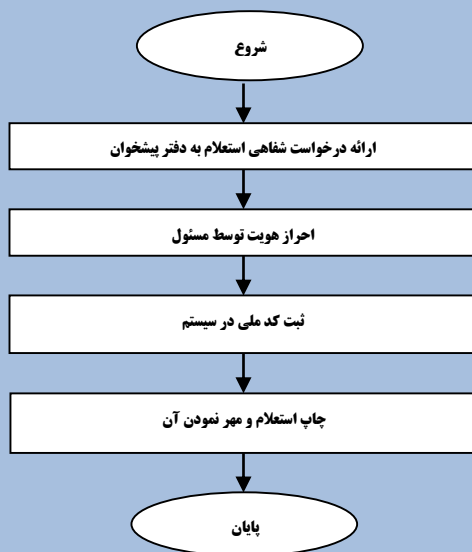 شروع
ارائه درخواست شفاهی استعلام به دفتر پیشخوان
احراز هویت توسط مسئول
ثبت کد ملی در سیستم
چاپ استعلام و مهر نمودن آن
پایان